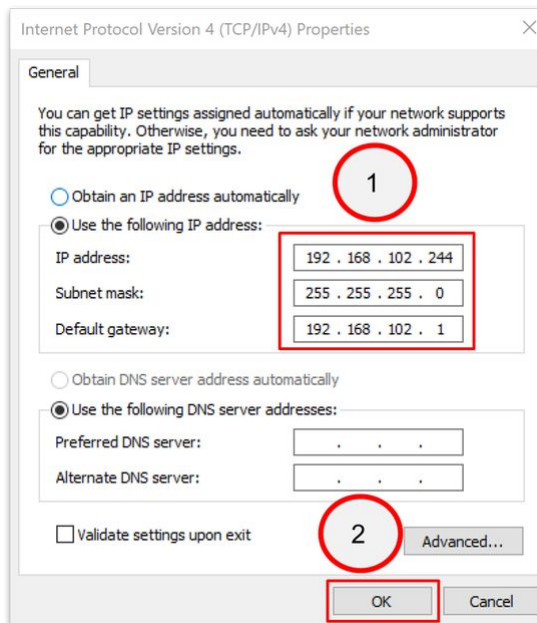 Internet Protocol Version 4 (TCP/IPv4) Properties
General
You can get IP settings assigned automatically if your network supports
this capability. Otherwise, you need to ask your network administrator
for the appropriate IP settings.
1
Obtain an IP address automatically
Use the following IP address:
IP address: 192 . 168 . 102 . 244
Subnet mask: 255 . 255 . 255 . 0
Default gateway: 192 . 168 . 102 . 1
Obtain DNS server address automatically
Use the following DNS server addresses:
Preferred DNS server: . . .
Alternate DNS server: . . .
Validate settings upon exit
2
Advanced...
OK Cancel